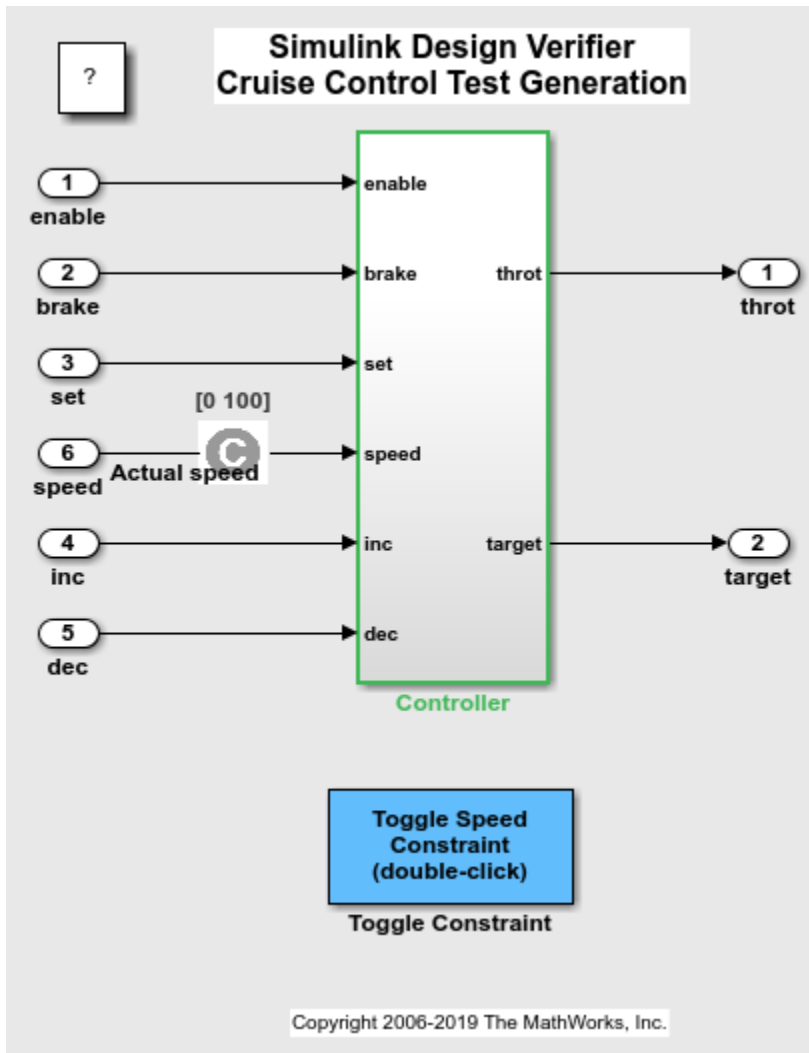 Simulink Design Verifier
Cruise Control Test Generation
?
1
enable
enable
2
brake
brake
throt
1
throt
3
set
set
[0 100]
6
speed
C
Actual speed
speed
4
inc
inc
target
2
target
5
dec
dec
Controller
Toggle Speed
Constraint
(double-click)
Toggle Constraint
Copyright 2006-2019 The MathWorks, Inc.